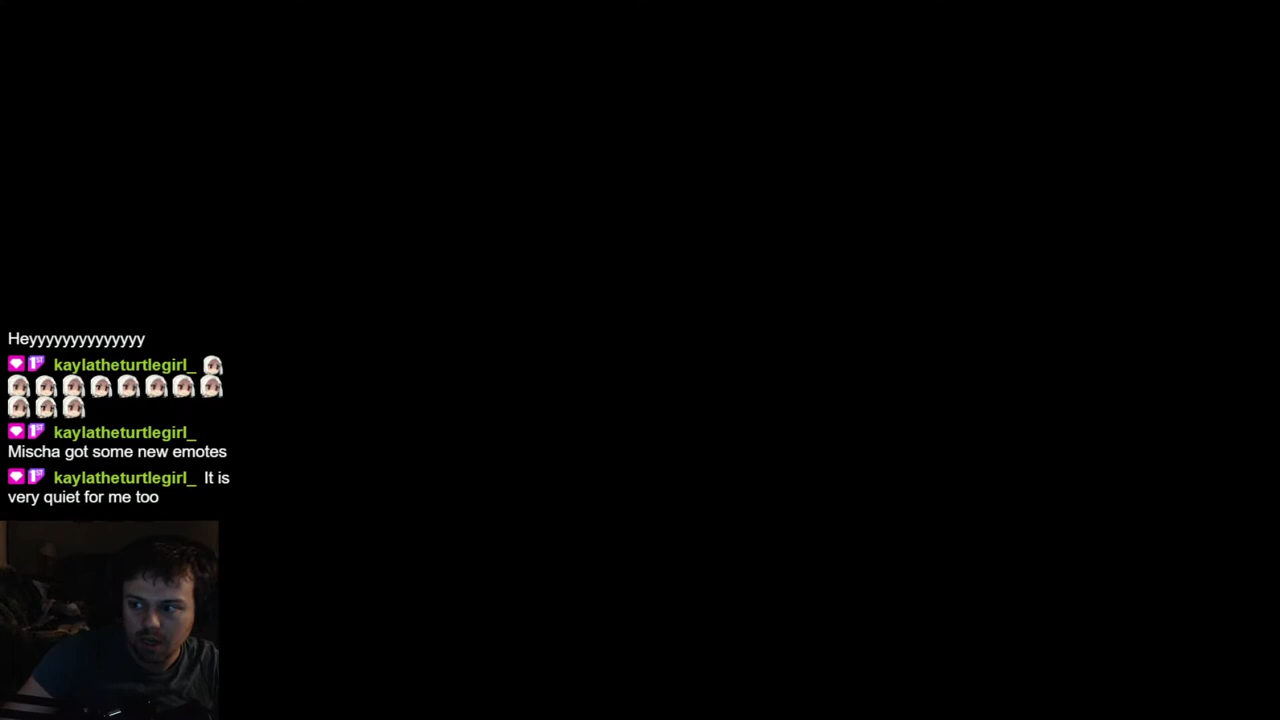 Heyyyyyyyyyyyyyy
kaylatheturtlegirl_
kaylatheturtlegirl_
Mischa got some new emotes
kaylatheturtlegirl_ It is
very quiet for me too